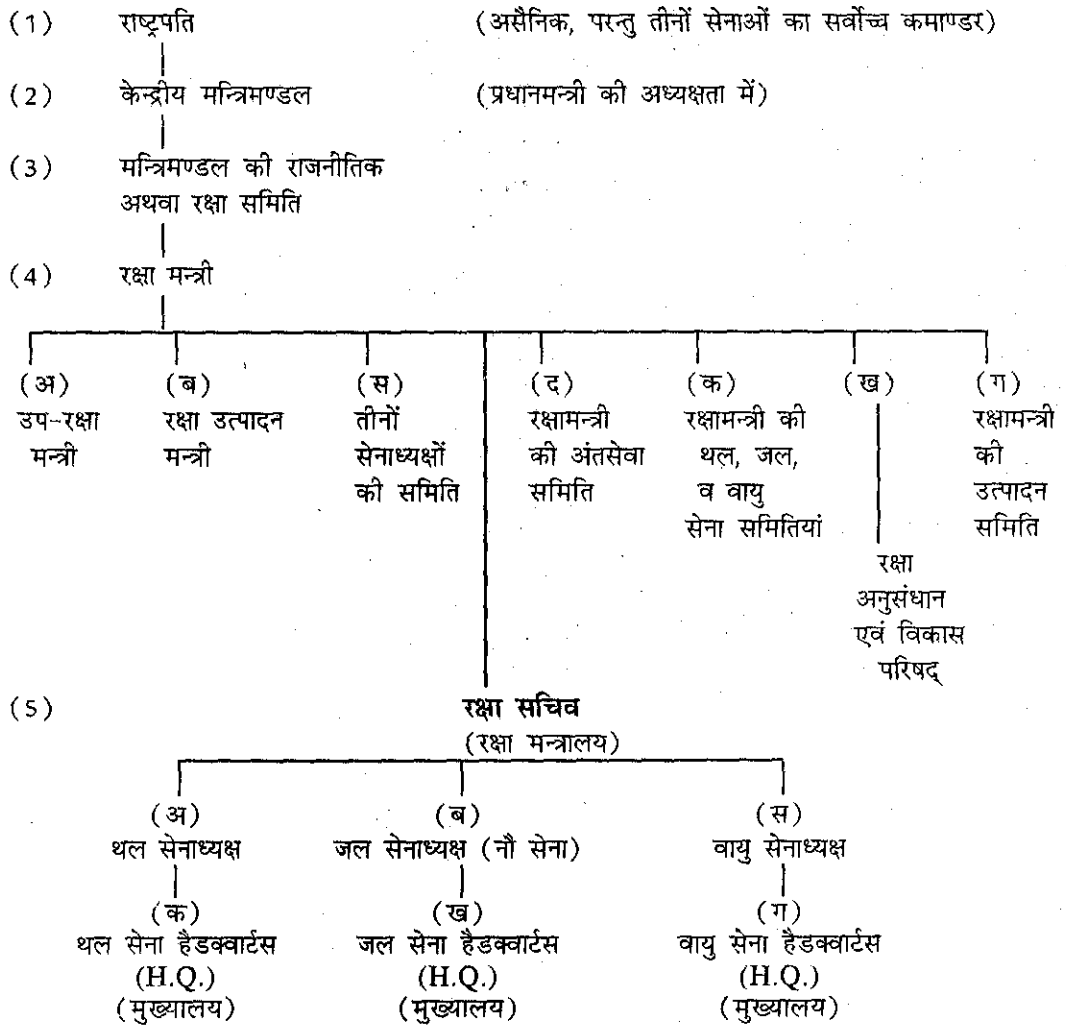 (1) राष्ट्रपति (असैनिक, परन्तु तीनों सेनाओं का सर्वोच्च कमाण्डर)
(2) केन्द्रीय मन्त्रिमण्डल (प्रधानमन्त्री की अध्यक्षता में)
(3) मन्त्रिमण्डल की राजनीतिक
अथवा रक्षा समिति
(4) रक्षा मन्त्री
(अ)
उप-रक्षा
मन्त्री
(ब)
रक्षा उत्पादन
मन्त्री
(स)
तीनों
सेनाध्यक्षों
की समिति
(द)
रक्षामन्त्री
की अंतसेवा
समिति
(क)
रक्षामन्त्री की
थल, जल,
व वायु
सेना समितियां
(ख)
रक्षा
अनुसंधान
एवं विकास
परिषद्
(ग)
रक्षामन्त्री
की
उत्पादन
समिति
(5) रक्षा सचिव
(रक्षा मन्त्रालय)
(अ)
थल सेनाध्यक्ष
(क)
थल सेना हैडक्वार्टस
(H.Q.)
(मुख्यालय)
(ब)
जल सेनाध्यक्ष (नौ सेना)
(ख)
जल सेना हैडक्वार्टस
(H.Q.)
(मुख्यालय)
(स)
वायु सेनाध्यक्ष
(ग)
वायु सेना हैडक्वार्टस
(H.Q.)
(मुख्यालय)